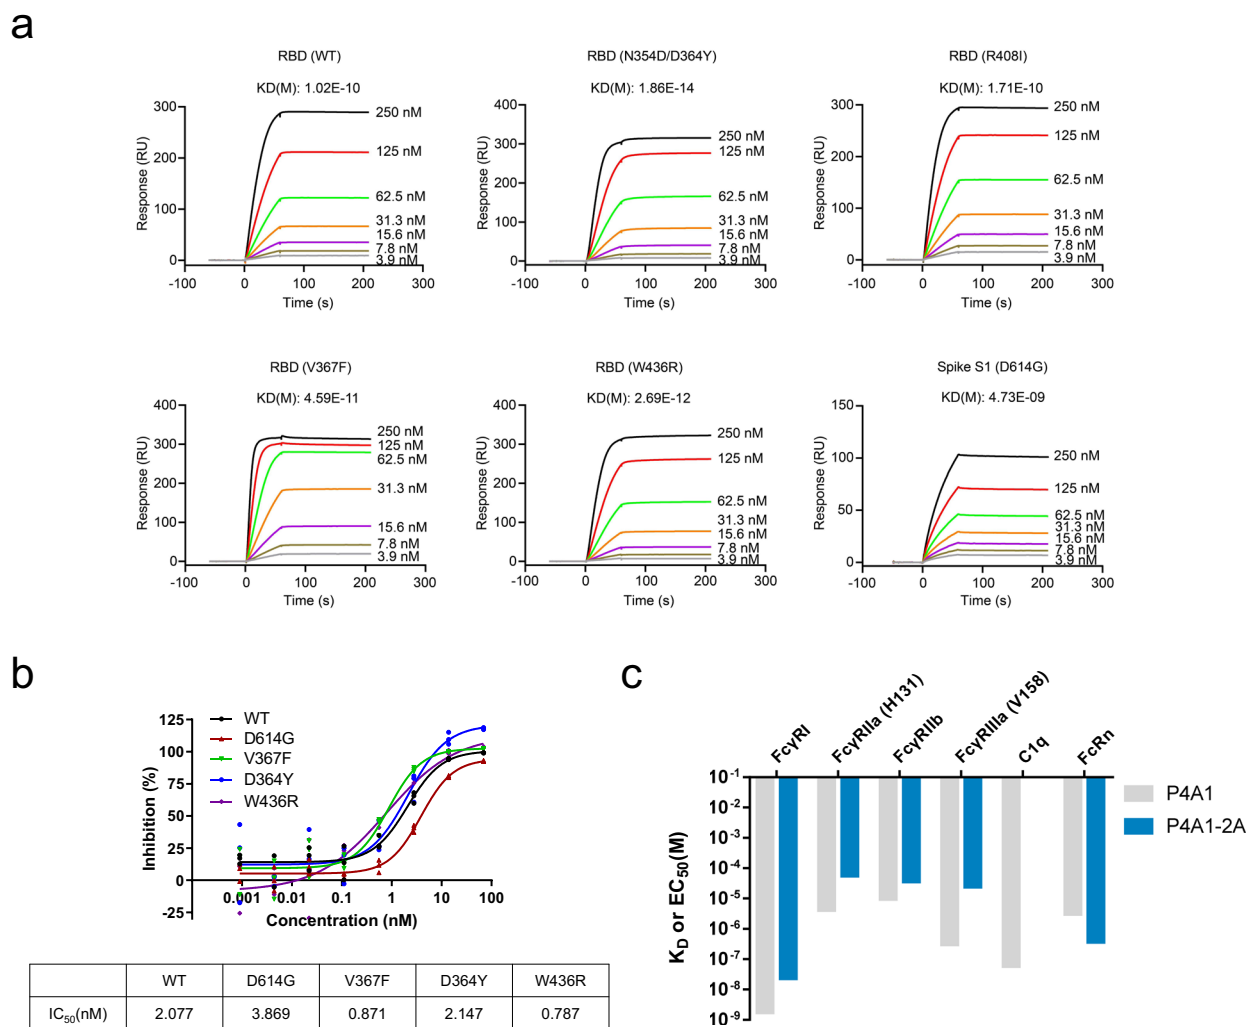 a
RBD (WT)
KD(M): 1.02E-10
Response (RU)
300
200
100
0
250 nM
125 nM
62.5 nM
31.3 nM
15.6 nM
7.8 nM
3.9 nM
-100 0 100 200 300
Time (s)
RBD (N354D/D364Y)
KD(M): 1.86E-14
Response (RU)
400
300
200
100
0
250 nM
125 nM
62.5 nM
31.3 nM
15.6 nM
7.8 nM
3.9 nM
-100 0 100 200 300
Time (s)
RBD (R408I)
KD(M): 1.71E-10
Response (RU)
300
200
100
0
250 nM
125 nM
62.5 nM
31.3 nM
15.6 nM
7.8 nM
3.9 nM
-100 0 100 200 300
Time (s)
RBD (V367F)
KD(M): 4.59E-11
Response (RU)
400
300
200
100
0
250 nM
125 nM
62.5 nM
31.3 nM
15.6 nM
7.8 nM
3.9 nM
-100 0 100 200 300
Time (s)
RBD (W436R)
KD(M): 2.69E-12
Response (RU)
400
300
200
100
0
250 nM
125 nM
62.5 nM
31.3 nM
15.6 nM
7.8 nM
3.9 nM
-100 0 100 200 300
Time (s)
Spike S1 (D614G)
KD(M): 4.73E-09
Response (RU)
150
100
50
0
250 nM
125 nM
62.5 nM
31.3 nM
15.6 nM
7.8 nM
3.9 nM
-100 0 100 200 300
Time (s)
b
Inhibition (%)
125
100
75
50
25
0
-25
WT
D614G
V367F
D364Y
W436R
0.001 0.01 0.1 1 10 100
Concentration (nM)
WT D614G V367F D364Y W436R
IC₅₀(nM) 2.077 3.869 0.871 2.147 0.787
c
FcγRI
FcγRIIa (H131)
FcγRIIb
FcγRIIIa (V158)
C1q
FcRn
K_D or EC₅₀(M)
10⁻¹
10⁻²
10⁻³
10⁻⁴
10⁻⁵
10⁻⁶
10⁻⁷
10⁻⁸
10⁻⁹
P4A1
P4A1-2A